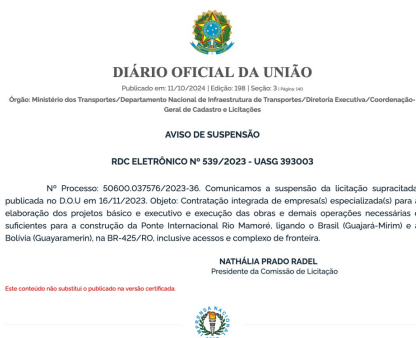 DIÁRIO OFICIAL DA UNIÃO
Publicado em: 11/10/2024 | Edição: 198 | Seção: 3 | Página: 140
Órgão: Ministério dos Transportes/Departamento Nacional de Infraestrutura de Transportes/Diretoria Executiva/Coordenação-
Geral de Cadastro e Licitações
AVISO DE SUSPENSÃO
RDC ELETRÔNICO Nº 539/2023 - UASG 393003
Nº Processo: 50600.037576/2023-36. Comunicamos a suspensão da licitação supracitada
publicada no D.O.U em 16/11/2023. Objeto: Contratação integrada de empresa(s) especializada(s) para
elaboração dos projetos básico e executivo e execução das obras e demais operações necessárias
suficientes para a construção da Ponte Internacional Rio Mamoré, ligando o Brasil (Guajará-Mirim) e
Bolívia (Guayaramerin), na BR-425/RO, inclusive acessos e complexo de fronteira.
NATHÁLIA PRADO RADEL
Presidente da Comissão de Licitação
Este conteúdo não substitui o publicado na versão certificada.
IMPRENSA NACIONAL